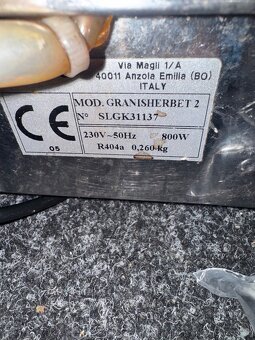 Via Magli 1/A
40011 Anzola Emilia (BO)
ITALY
MOD. GRANISHERBET 2
N° SLGK31137
230V~50Hz 800W
R404a 0,260 kg
CE
05